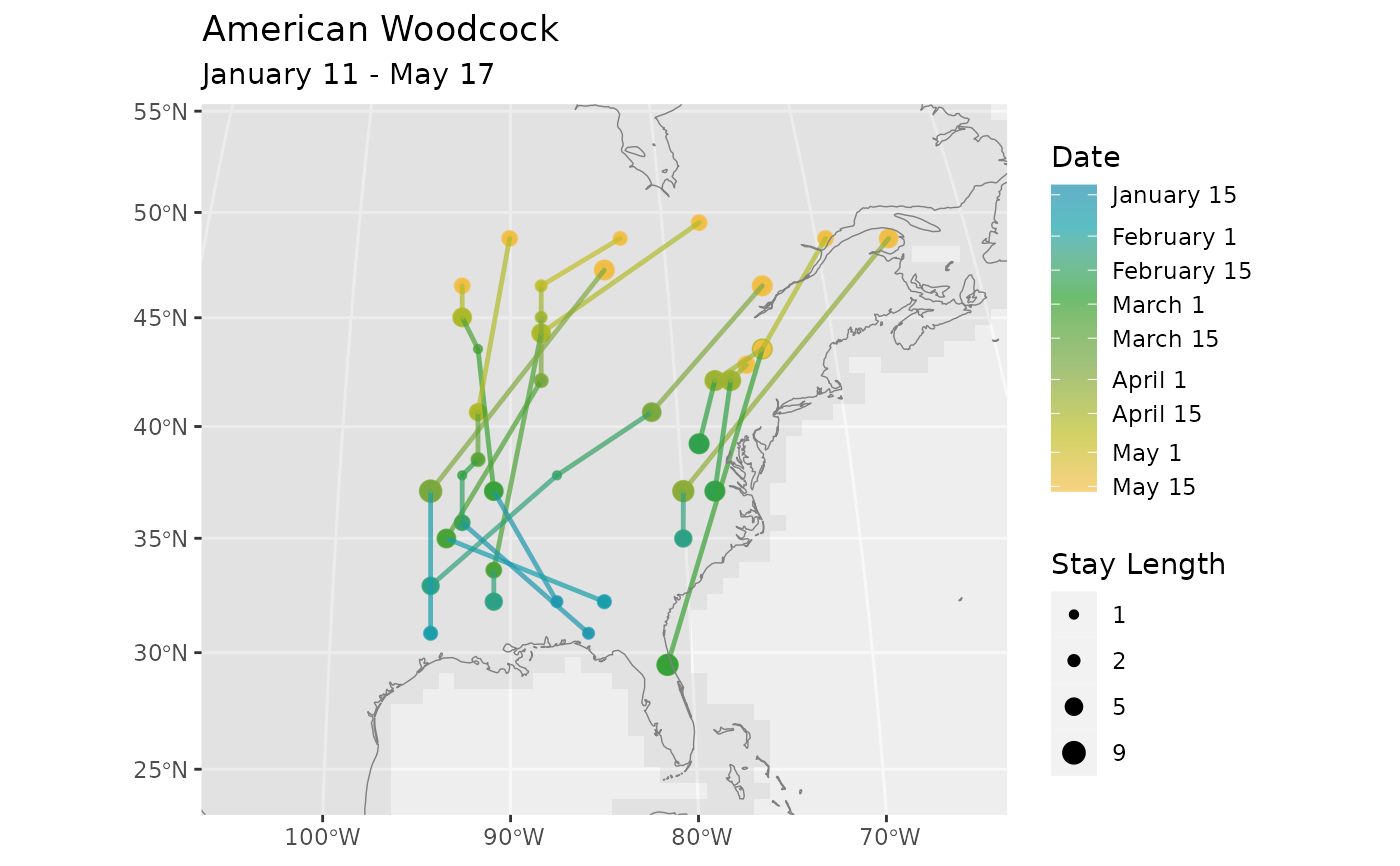 American Woodcock
January 11 - May 17
55°N
50°N
45°N
40°N
35°N
30°N
25°N
100°W 90°W 80°W 70°W
Date
January 15
February 1
February 15
March 1
March 15
April 1
April 15
May 1
May 15
Stay Length
1
2
5
9